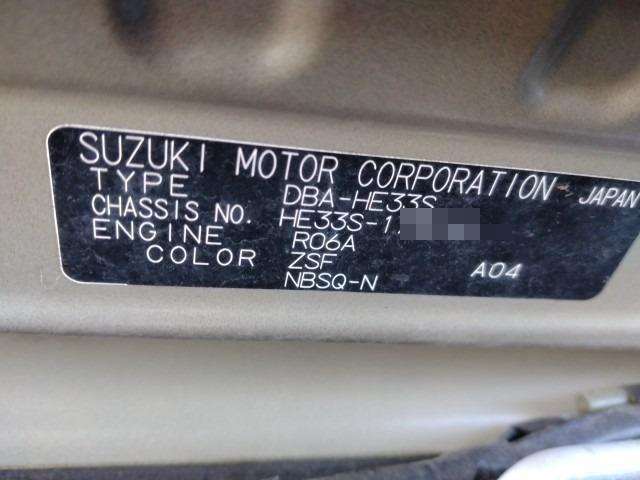 SUZUKI MOTOR CORPORATION JAPAN
TYPE DBA-HE33S
CHASSIS NO. HE33S-1
ENGINE R06A
COLOR ZSF A04
NBSQ-N